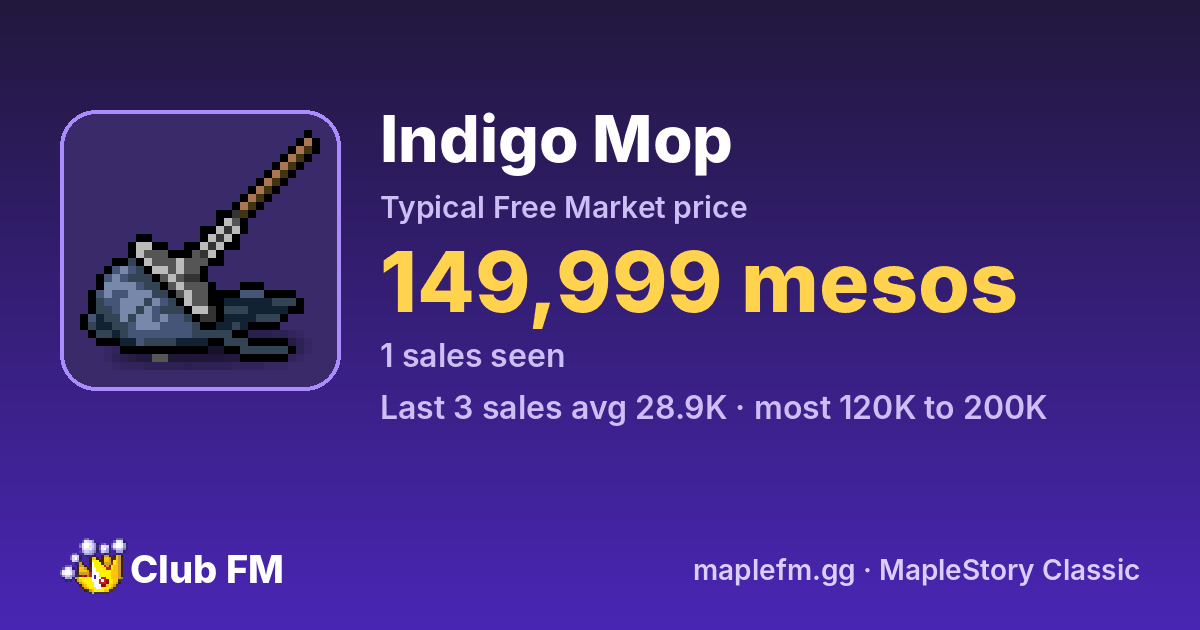 Indigo Mop
Typical Free Market price
149,999 mesos
1 sales seen
Last 3 sales avg 28.9K · most 120K to 200K
Club FM
maplefm.gg · MapleStory Classic